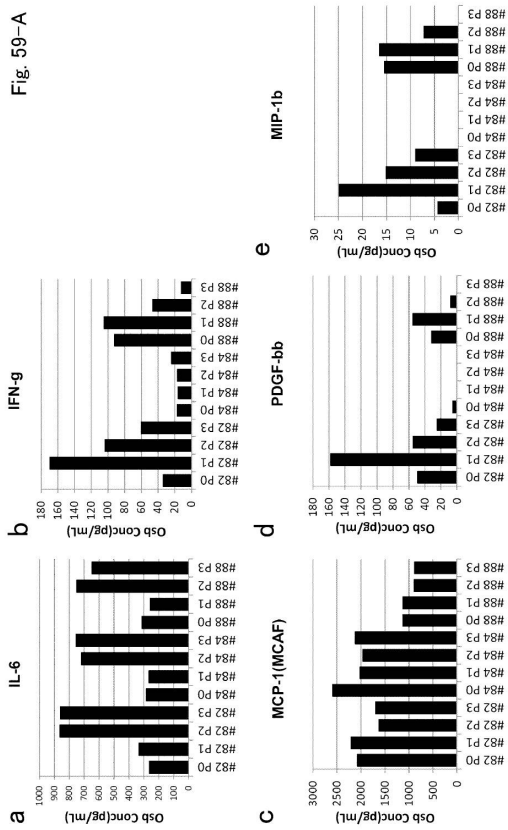 Fig. 59-A
a
IL-6
Osb Conc(pg/mL)
1000
900
800
700
600
500
400
300
200
100
0
#82 P0
#82 P1
#82 P2
#82 P3
#84 P0
#84 P1
#84 P2
#84 P3
#88 P0
#88 P1
#88 P2
#88 P3
b
IFN-g
Osb Conc(pg/mL)
180
160
140
120
100
80
60
40
20
0
#82 P0
#82 P1
#82 P2
#82 P3
#84 P0
#84 P1
#84 P2
#84 P3
#88 P0
#88 P1
#88 P2
#88 P3
c
MCP-1(MCAF)
Osb Conc(pg/mL)
3000
2500
2000
1500
1000
500
0
#82 P0
#82 P1
#82 P2
#82 P3
#84 P0
#84 P1
#84 P2
#84 P3
#88 P0
#88 P1
#88 P2
#88 P3
d
PDGF-bb
Osb Conc(pg/mL)
180
160
140
120
100
80
60
40
20
0
#82 P0
#82 P1
#82 P2
#82 P3
#84 P0
#84 P1
#84 P2
#84 P3
#88 P0
#88 P1
#88 P2
#88 P3
e
MIP-1b
Osb Conc(pg/mL)
30
25
20
15
10
5
0
#82 P0
#82 P1
#82 P2
#82 P3
#84 P0
#84 P1
#84 P2
#84 P3
#88 P0
#88 P1
#88 P2
#88 P3